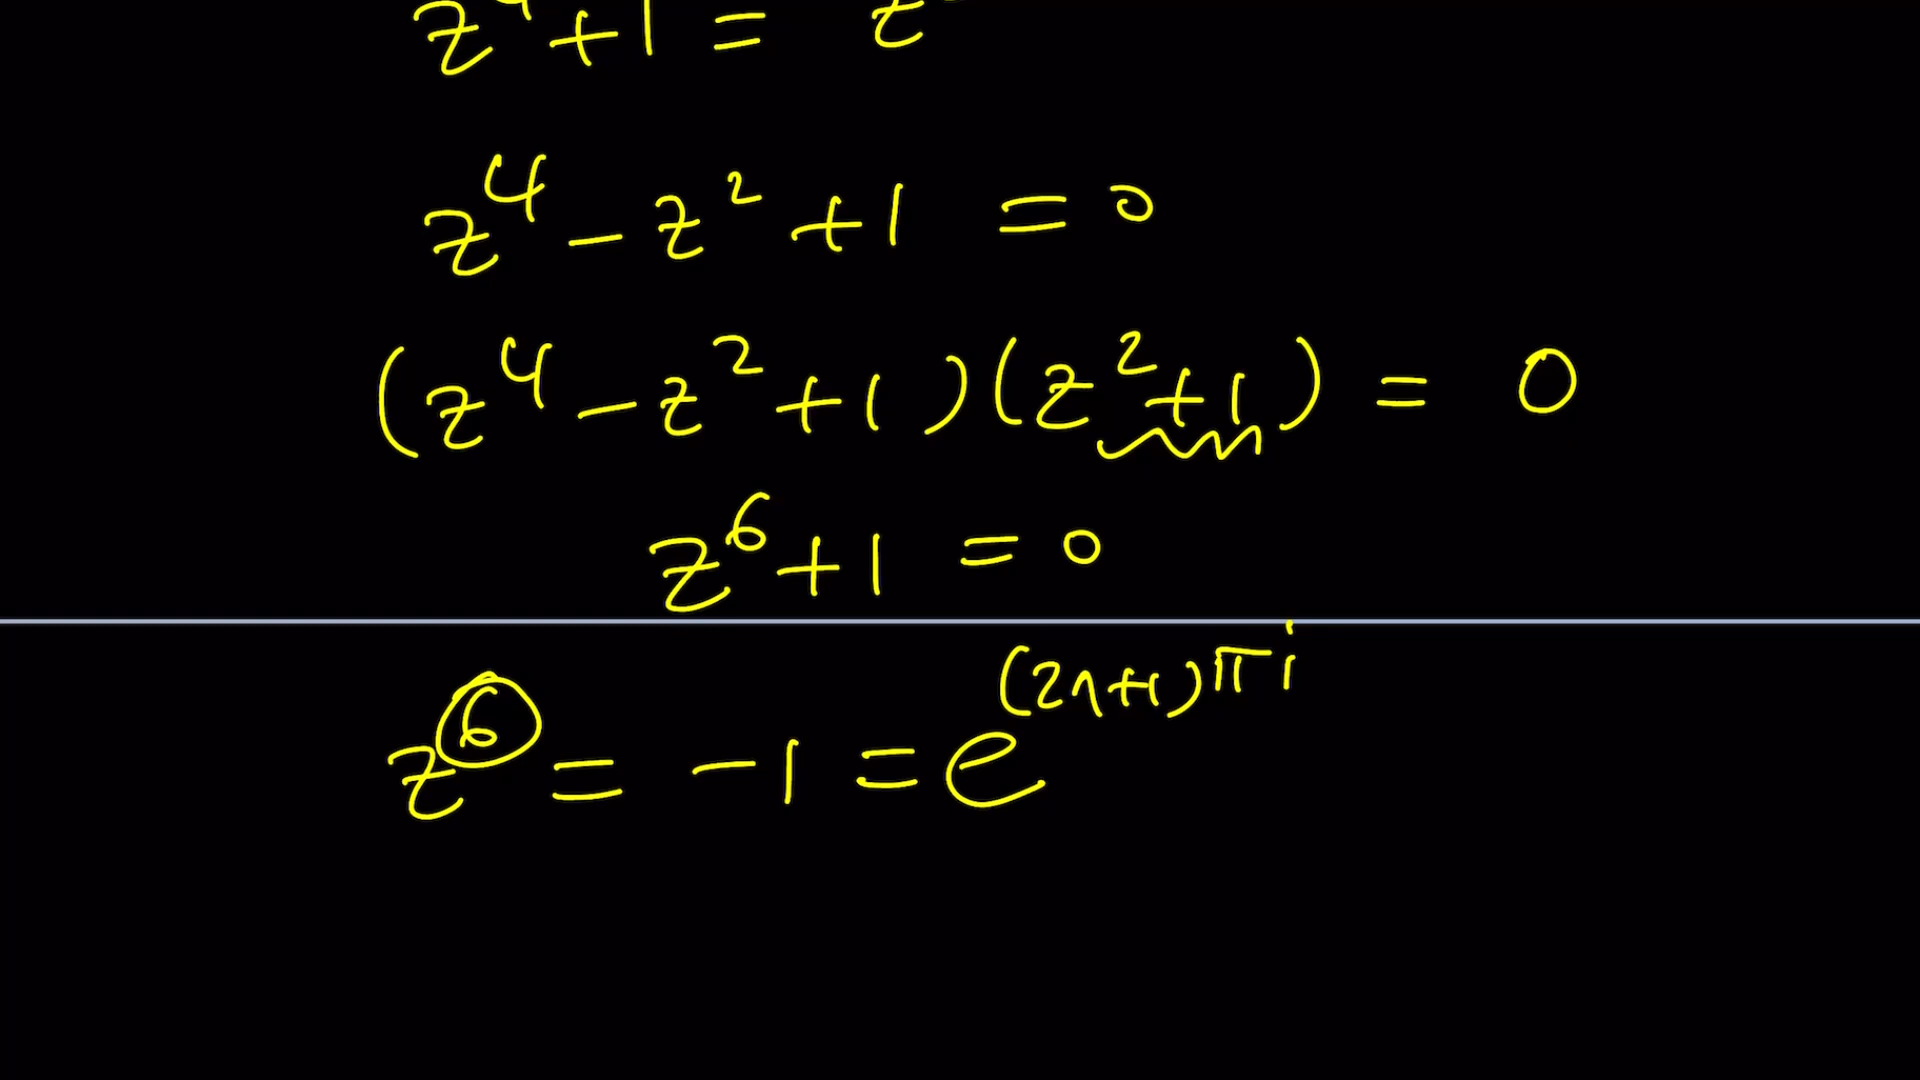 z⁴+1 = z
z⁴ - z² + 1 = 0
(z⁴ - z² + 1)(z² + 1) = 0
z⁶ + 1 = 0
z⁶ = -1 = e^{(2n+1)πi}